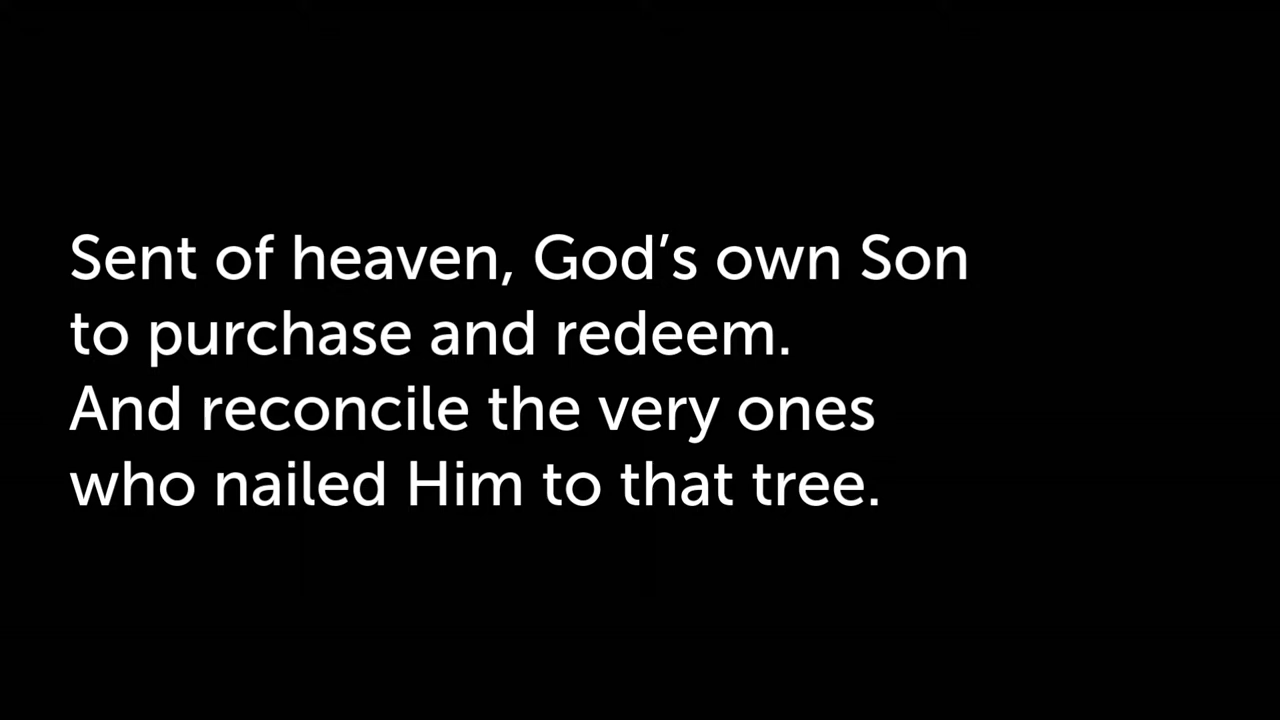 Sent of heaven, God’s own Son
to purchase and redeem.
And reconcile the very ones
who nailed Him to that tree.